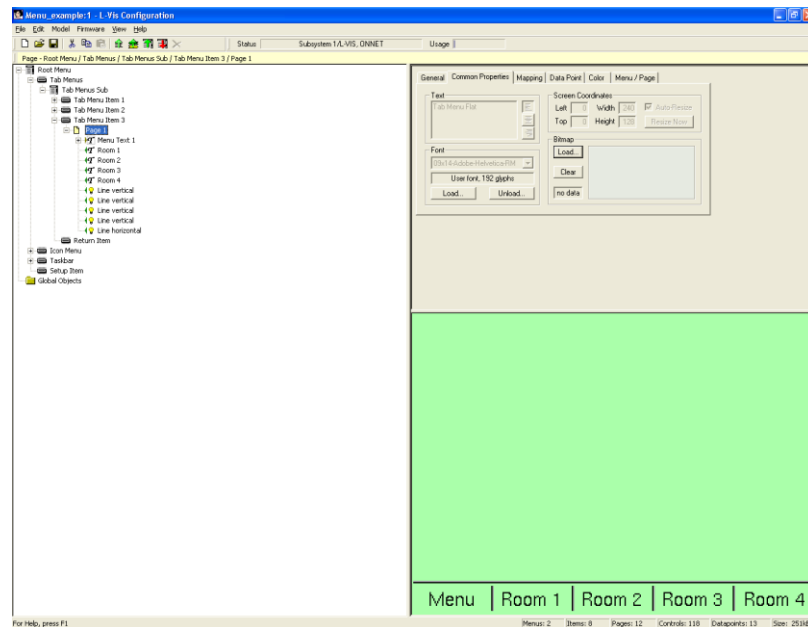 Menu_example:1 - L-Vis Configuration
File Edit Model Firmware View Help
Status Subsystem 1/L-VIS, ONNET Usage
Page - Root Menu / Tab Menus / Tab Menus Sub / Tab Menu Item 3 / Page 1
Root Menu
Tab Menus
Tab Menus Sub
Tab Menu Item 1
Tab Menu Item 2
Tab Menu Item 3
Page 1
Menu Text 1
Room 1
Room 2
Room 3
Room 4
Line vertical
Line vertical
Line vertical
Line vertical
Line horizontal
Return Item
Icon Menu
Taskbar
Setup Item
Global Objects
General Common Properties Mapping Data Point Color Menu / Page
Text
Tab Menu Flat
Screen Coordinates
Left 0 Width 240 Auto-Resize
Top 0 Height 128 Resize Now
Font
09x14-Adobe-Helvetica-RM
User font, 192 glyphs
Load... Unload...
Bitmap
Load...
Clear
no data
Menu Room 1 Room 2 Room 3 Room 4
For Help, press F1
Menus: 2 Items: 8 Pages: 12 Controls: 118 Datapoints: 13 Size: